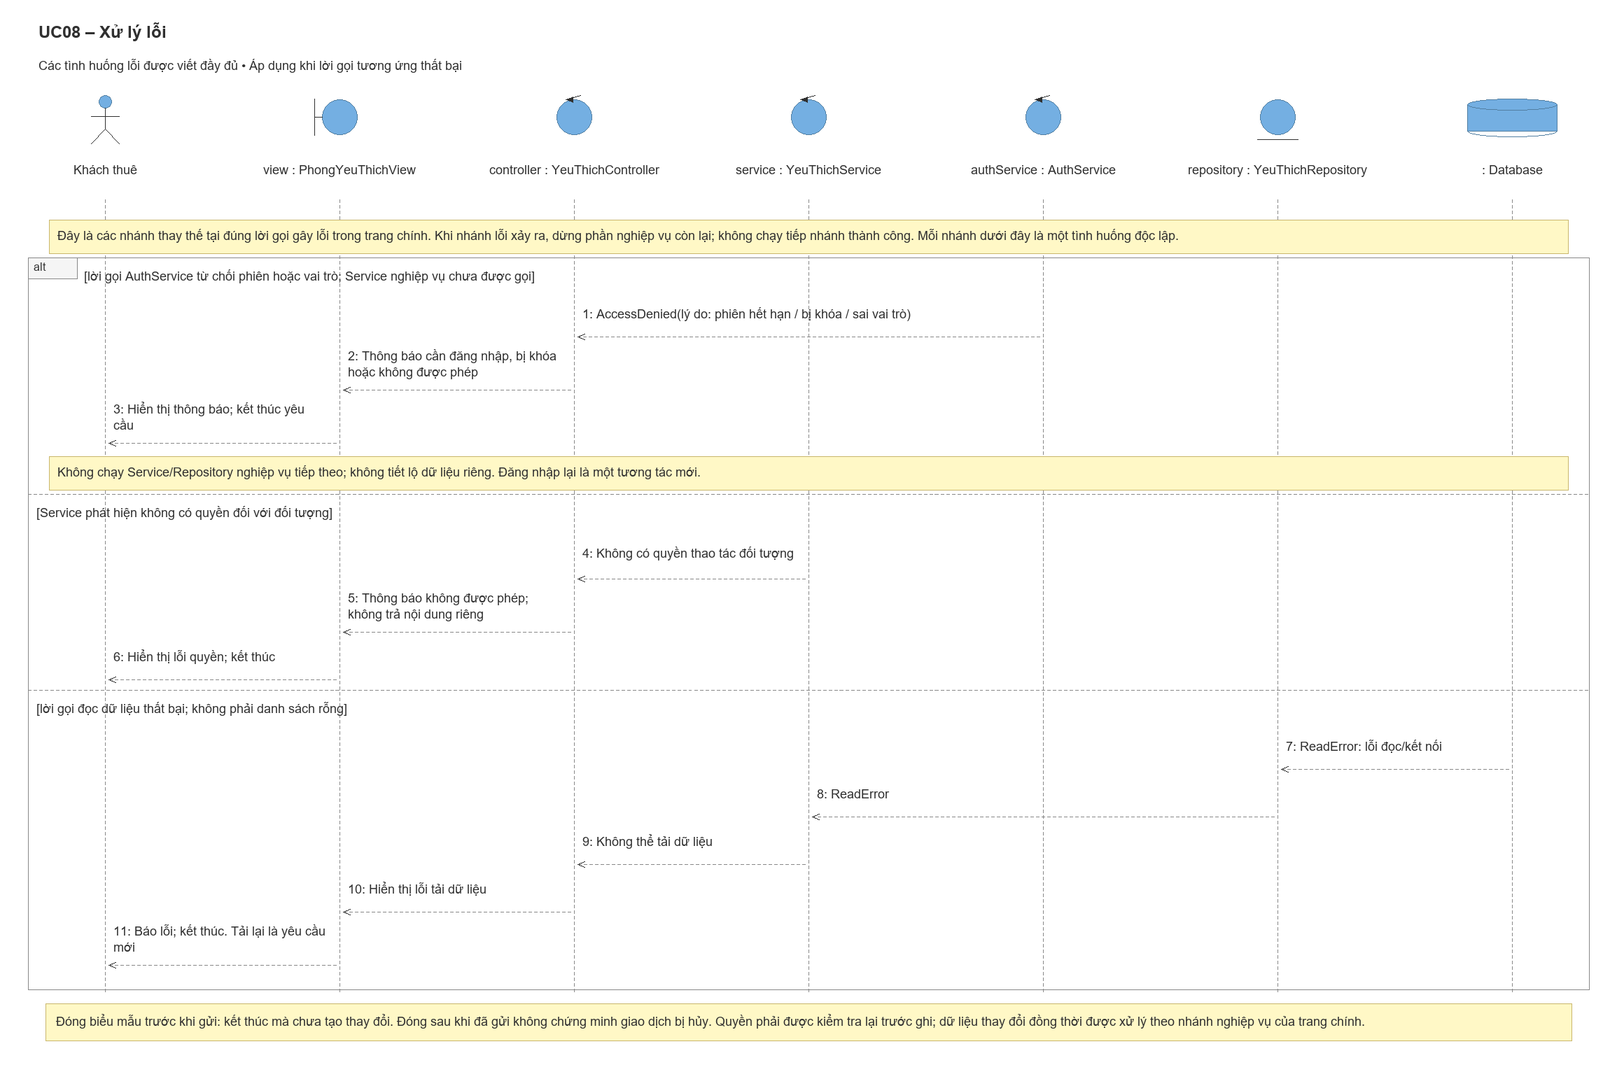 UC08 – Xử lý lỗi
Các tình huống lỗi được viết đầy đủ • Áp dụng khi lời gọi tương ứng thất bại
Khách thuê
view : PhongYeuThichView
controller : YeuThichController
service : YeuThichService
authService : AuthService
repository : YeuThichRepository
: Database
Đây là các nhánh thay thế tại đúng lời gọi gây lỗi trong trang chính. Khi nhánh lỗi xảy ra, dừng phần nghiệp vụ còn lại; không chạy tiếp nhánh thành công. Mỗi nhánh dưới đây là một tình huống độc lập.
alt
[lời gọi AuthService từ chối phiên hoặc vai trò; Service nghiệp vụ chưa được gọi]
1: AccessDenied(lý do: phiên hết hạn / bị khóa / sai vai trò)
2: Thông báo cần đăng nhập, bị khóa
hoặc không được phép
3: Hiển thị thông báo; kết thúc yêu
cầu
Không chạy Service/Repository nghiệp vụ tiếp theo; không tiết lộ dữ liệu riêng. Đăng nhập lại là một tương tác mới.
[Service phát hiện không có quyền đối với đối tượng]
4: Không có quyền thao tác đối tượng
5: Thông báo không được phép;
không trả nội dung riêng
6: Hiển thị lỗi quyền; kết thúc
[lời gọi đọc dữ liệu thất bại; không phải danh sách rỗng]
7: ReadError: lỗi đọc/kết nối
8: ReadError
9: Không thể tải dữ liệu
10: Hiển thị lỗi tải dữ liệu
11: Báo lỗi; kết thúc. Tải lại là yêu cầu
mới
Đóng biểu mẫu trước khi gửi: kết thúc mà chưa tạo thay đổi. Đóng sau khi đã gửi không chứng minh giao dịch bị hủy. Quyền phải được kiểm tra lại trước ghi; dữ liệu thay đổi đồng thời được xử lý theo nhánh nghiệp vụ của trang chính.